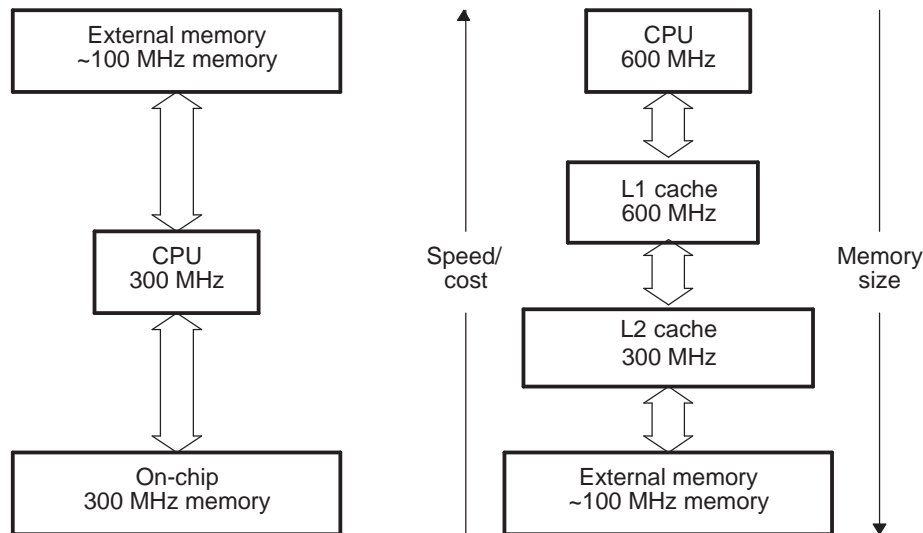 External memory
~100 MHz memory
CPU
300 MHz
On-chip
300 MHz memory
Speed/
cost
CPU
600 MHz
L1 cache
600 MHz
L2 cache
300 MHz
External memory
~100 MHz memory
Memory
size